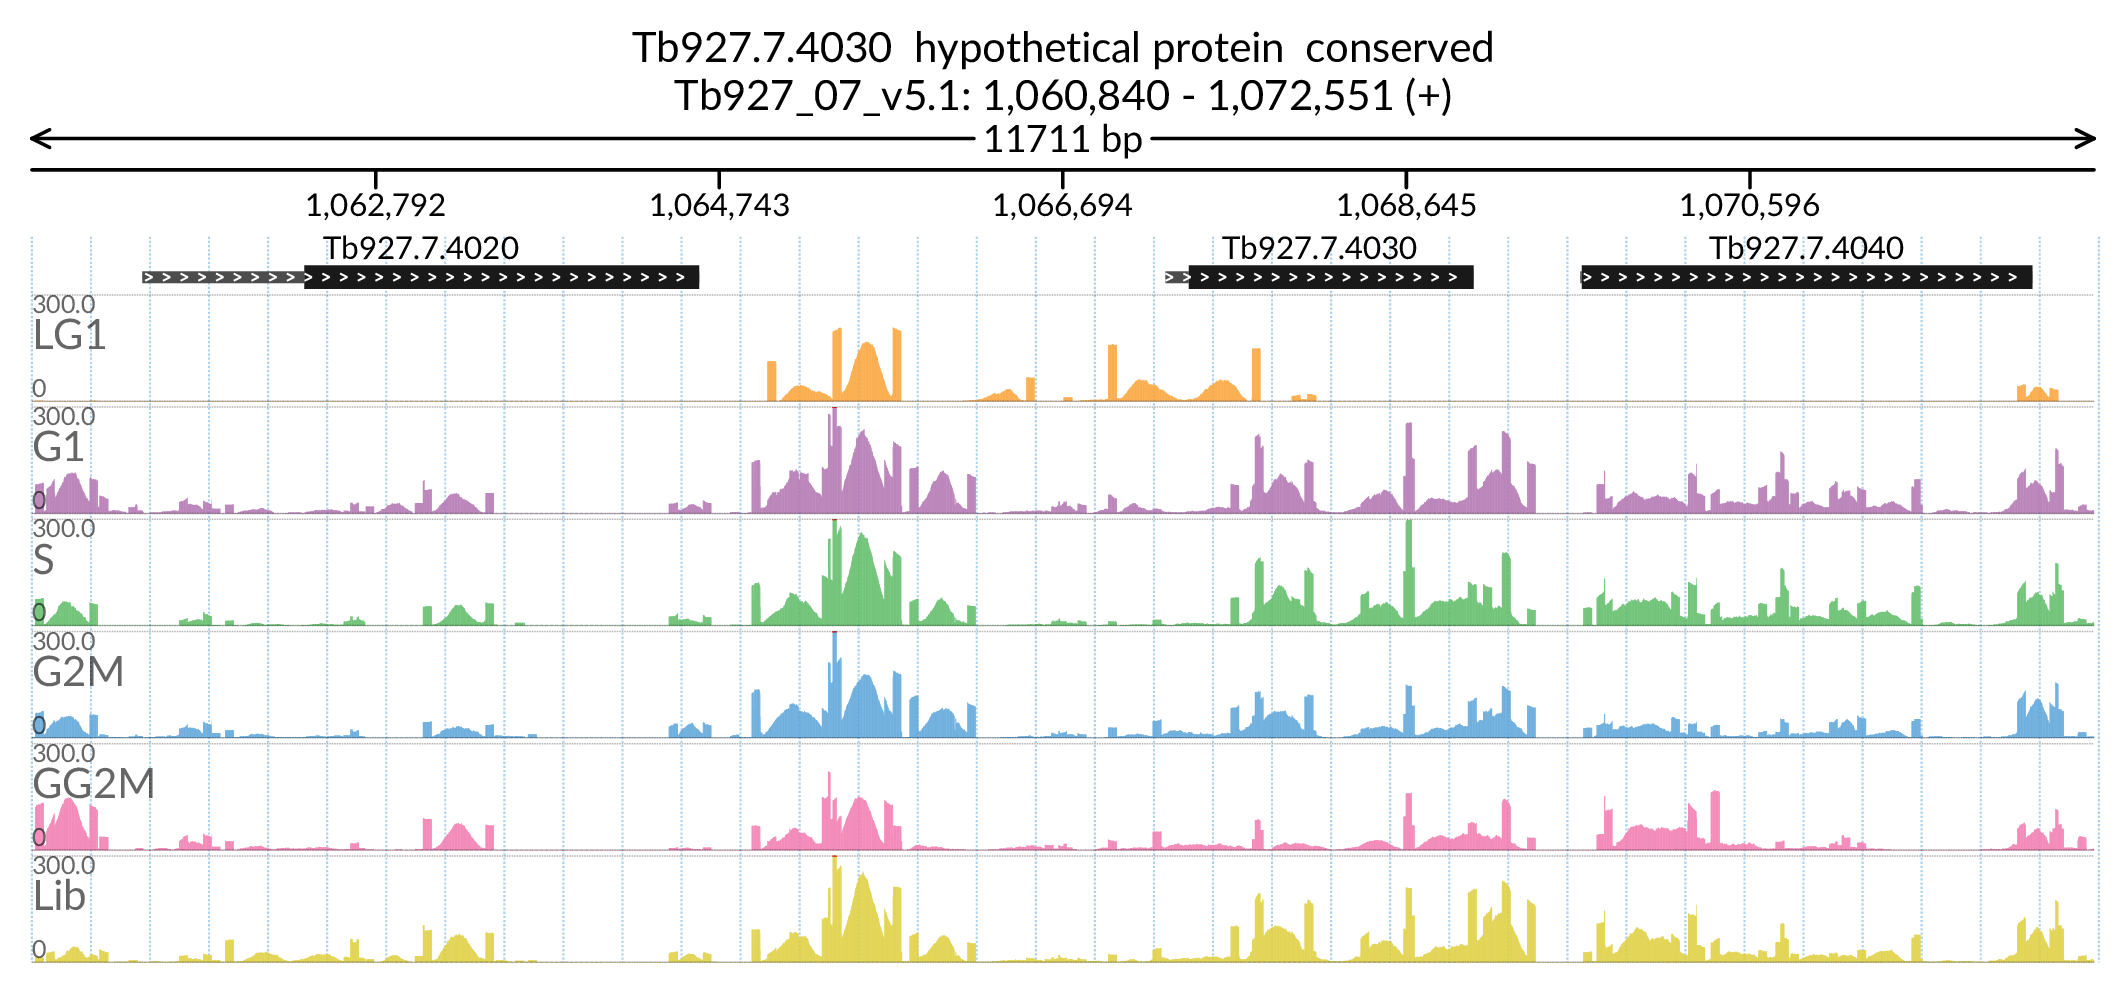 Tb927.7.4030  hypothetical protein  conserved
Tb927_07_v5.1: 1,060,840 - 1,072,551 (+)
11711 bp
1,062,792 1,064,743 1,066,694 1,068,645 1,070,596
Tb927.7.4020 Tb927.7.4030 Tb927.7.4040
300.0
LG1
0
300.0
G1
0
300.0
S
0
300.0
G2M
0
300.0
GG2M
0
300.0
Lib
0